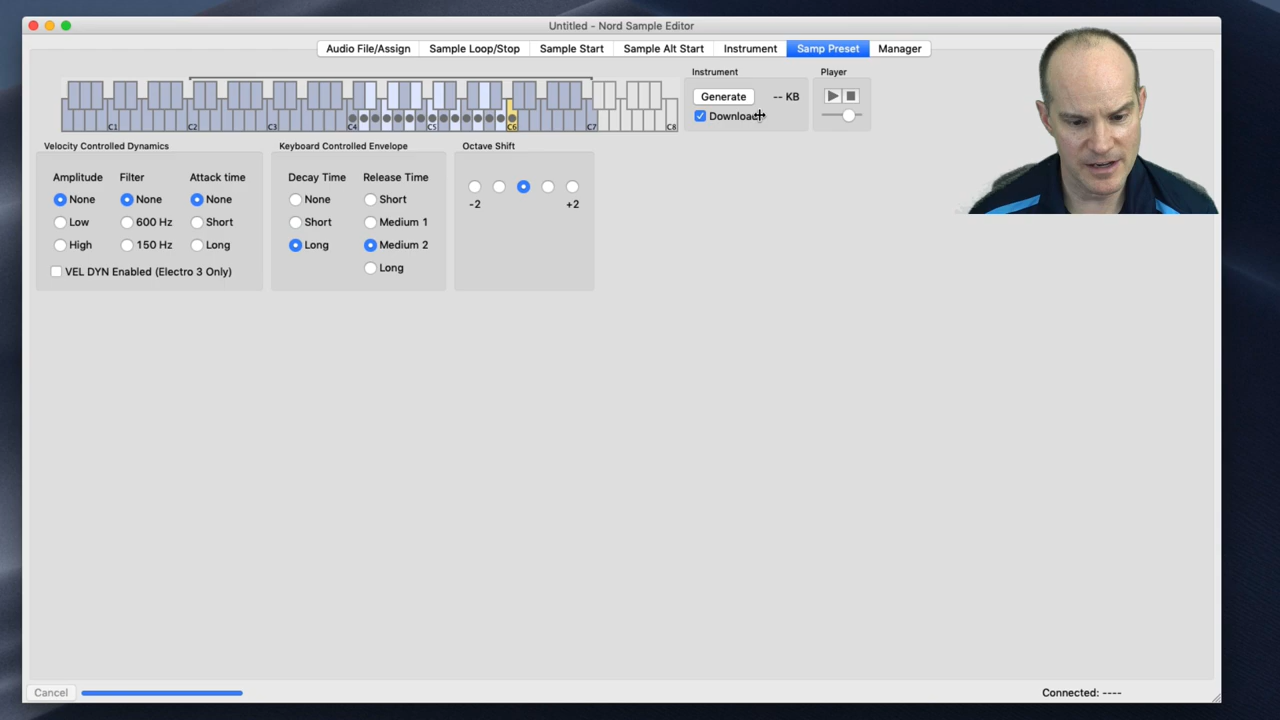 Untitled - Nord Sample Editor
Audio File/Assign Sample Loop/Stop Sample Start Sample Alt Start Instrument Samp Preset Manager
Instrument Player
Generate -- KB
Download
C1 C2 C3 C4 C5 C6 C7 C8
Velocity Controlled Dynamics Keyboard Controlled Envelope Octave Shift
Amplitude Filter Attack time Decay Time Release Time
None None None None Short
-2 +2
Low 600 Hz Short Short Medium 1
High 150 Hz Long Long Medium 2
Long
VEL DYN Enabled (Electro 3 Only)
Cancel Connected: ----